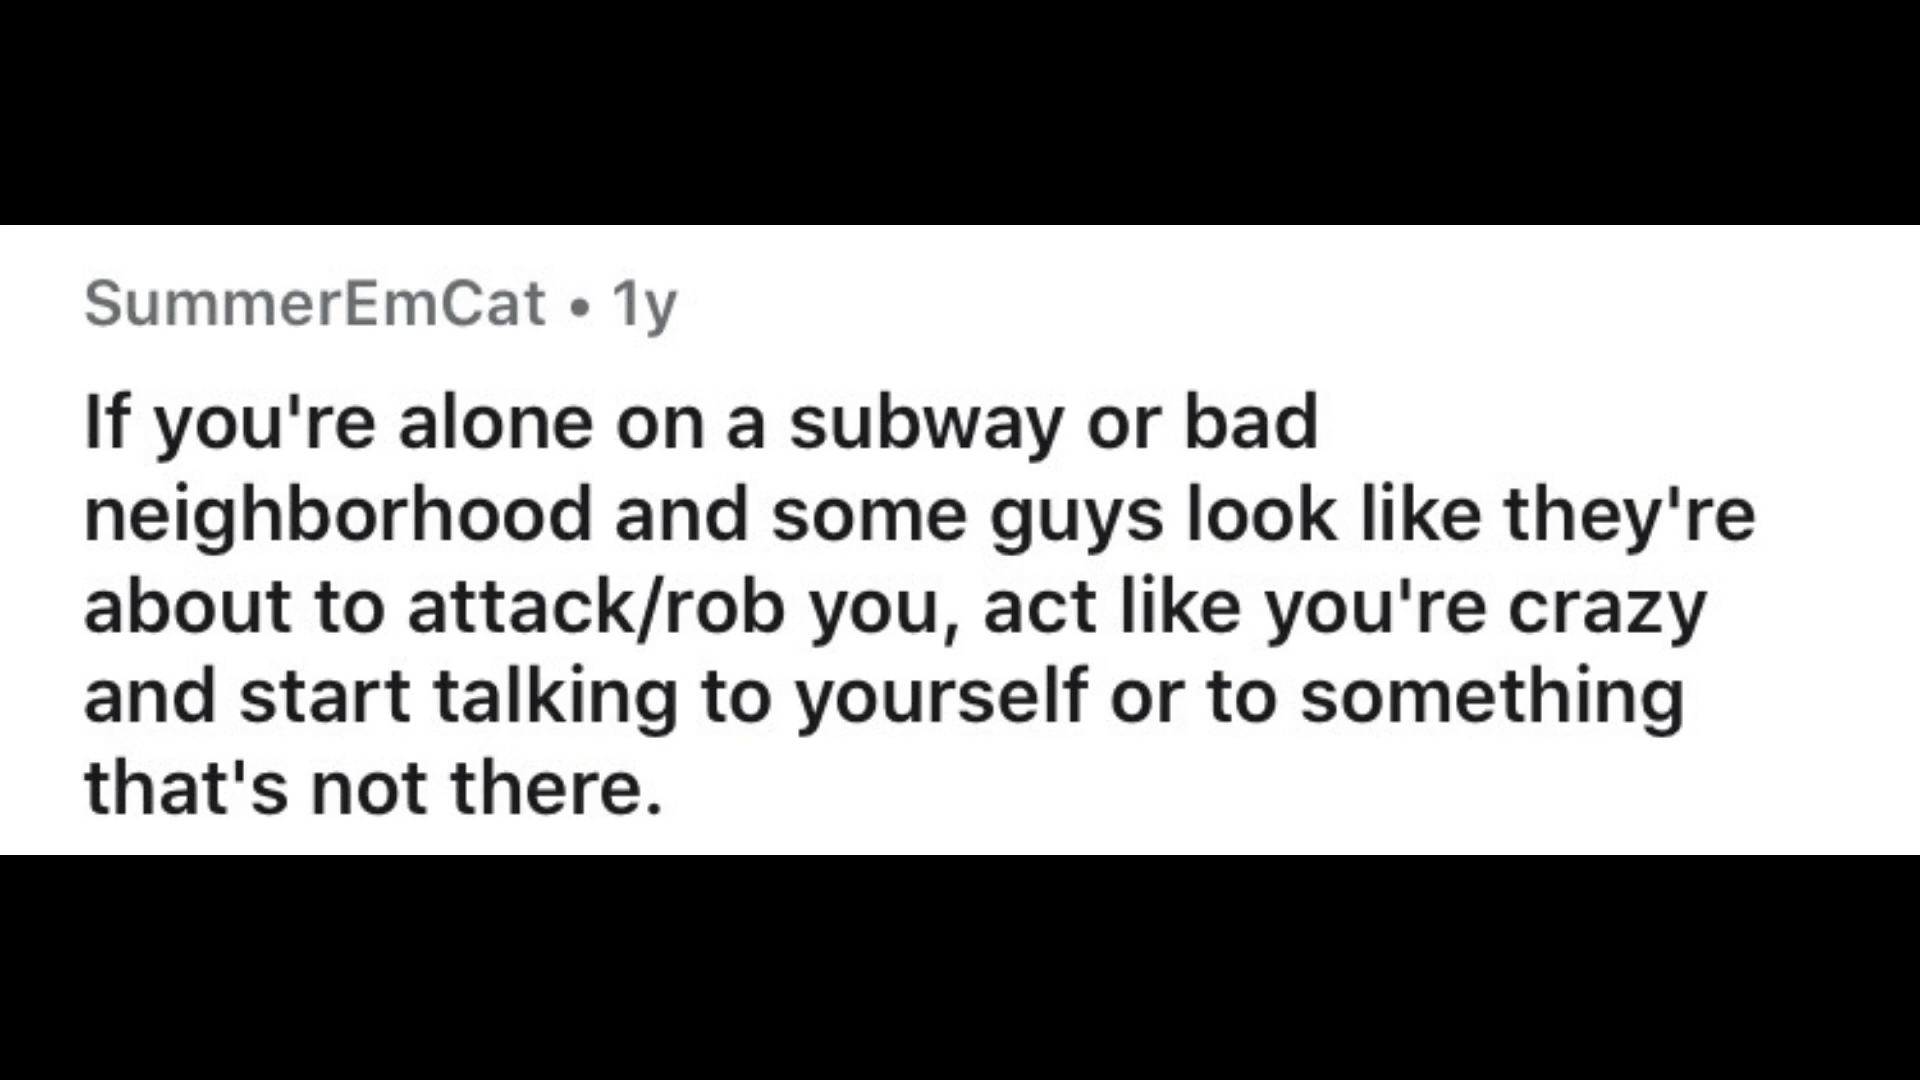 SummerEmCat • 1y
If you're alone on a subway or bad
neighborhood and some guys look like they're
about to attack/rob you, act like you're crazy
and start talking to yourself or to something
that's not there.